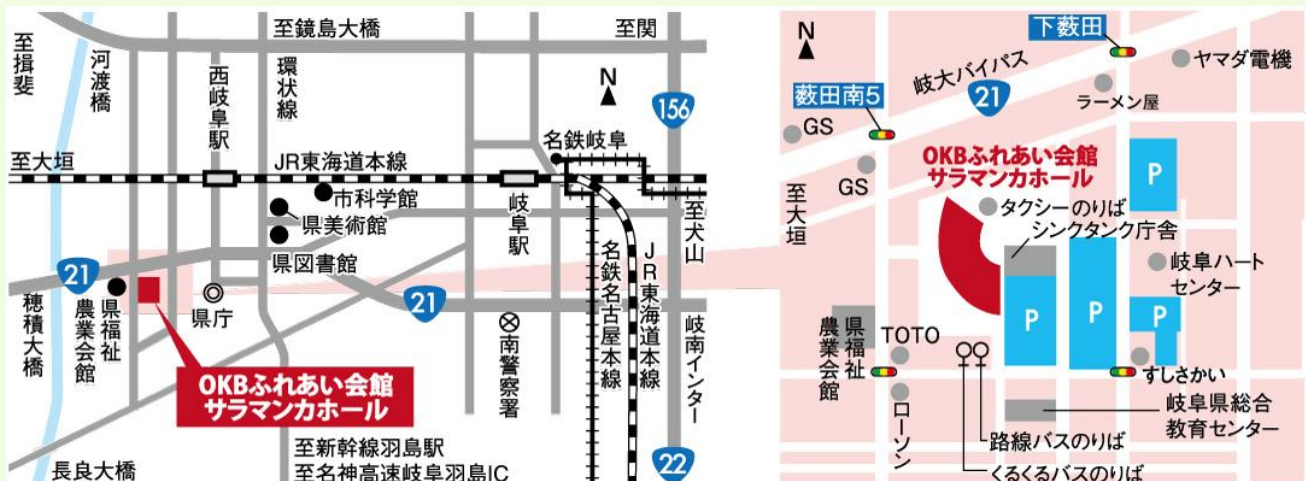 至鏡島大橋
至関
至揖斐
河渡橋
西岐阜駅
環状線
N
156
名鉄岐阜
至大垣
JR東海道本線
市科学館
県美術館
県図書館
岐阜駅
至犬山
21
穂積大橋
県福祉
農業会館
県庁
21
南警察署
名鉄名古屋本線
JR東海道本線
岐南インター
OKBふれあい会館
サラマンカホール
至新幹線羽島駅
至名神高速岐阜羽島IC
長良大橋
22
N
下薮田
岐大バイパス
21
ヤマダ電機
ラーメン屋
薮田南5
GS
GS
OKBふれあい会館
サラマンカホール
P
至大垣
タクシーのりば
シンクタンク庁舎
岐阜ハート
センター
P
P
P
県福祉
農業会館
TOTO
すしさかい
ローソン
岐阜県総合
教育センター
路線バスのりば
くるくるバスのりば